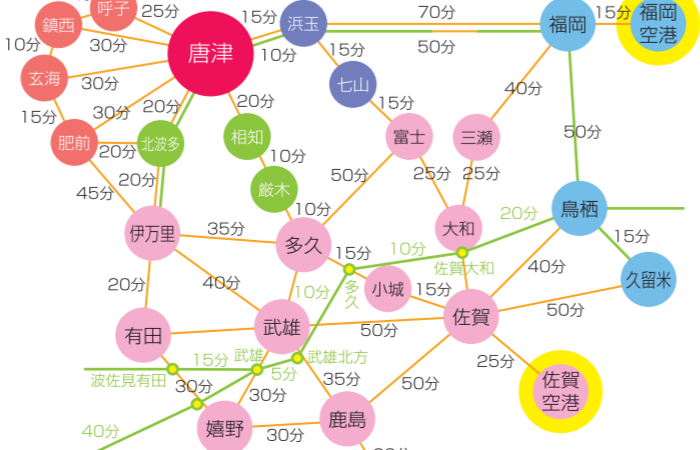 呼子
25分
鎮西
10分
30分
唐津
15分
浜玉
10分
70分
50分
福岡
15分
福岡
空港
玄海
30分
15分
七山
15分
40分
15分
30分
20分
20分
肥前
20分
北波多
相知
富士
三瀬
10分
50分
45分
20分
厳木
50分
25分
25分
10分
伊万里
35分
多久
大和
20分
鳥栖
15分
15分
10分
佐賀大和
40分
久留米
20分
40分
10分
多久
小城
15分
佐賀
50分
有田
武雄
50分
武雄
武雄北方
15分
5分
波佐見有田
30分
30分
35分
50分
25分
佐賀
空港
40分
嬉野
30分
鹿島